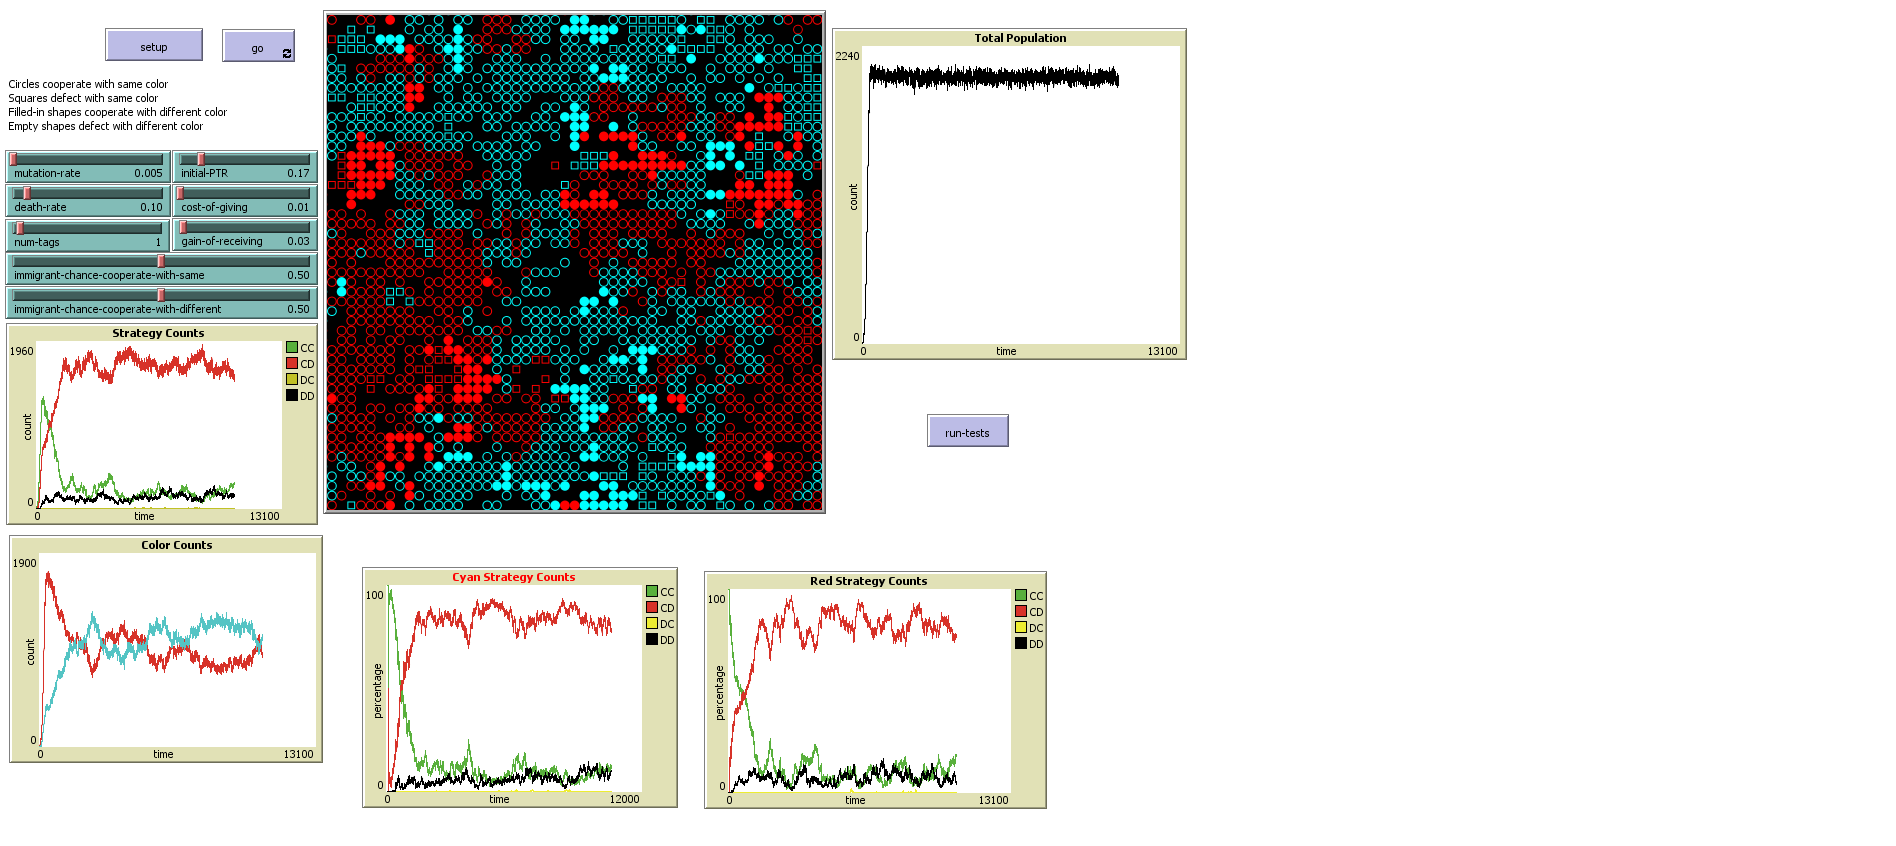 setup
go
Circles cooperate with same color
Squares defect with same color
Filled-in shapes cooperate with different color
Empty shapes defect with different color
mutation-rate 0.005
initial-PTR 0.17
death-rate 0.10
cost-of-giving 0.01
num-tags 1
gain-of-receiving 0.03
immigrant-chance-cooperate-with-same 0.50
immigrant-chance-cooperate-with-different 0.50
Strategy Counts
1960
count
0
0
time
13100
CC
CD
DC
DD
Total Population
2240
count
0
0
time
13100
run-tests
Color Counts
1900
count
0
0
time
13100
Cyan Strategy Counts
100
percentage
0
0
time
12000
CC
CD
DC
DD
Red Strategy Counts
100
percentage
0
0
time
13100
CC
CD
DC
DD